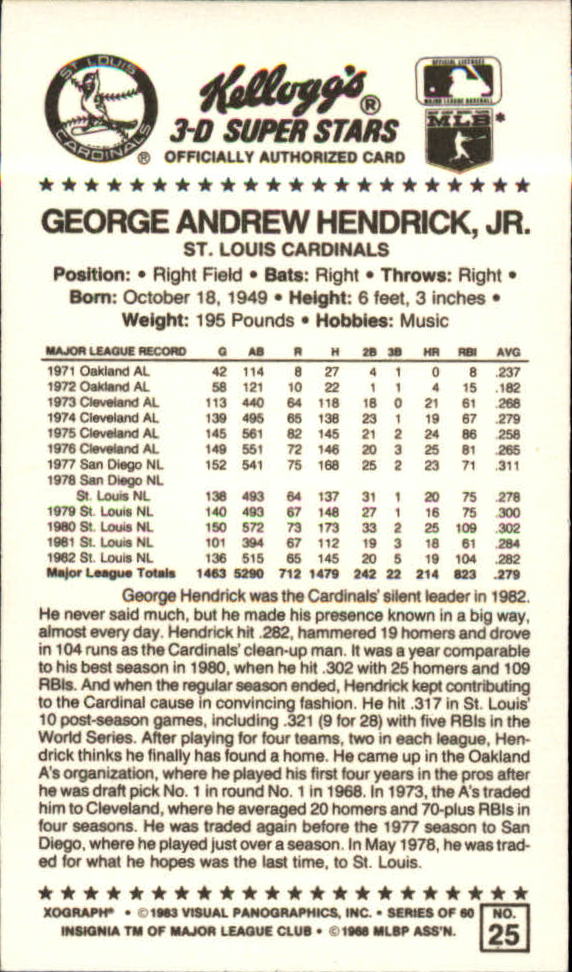 ST. LOUIS
CARDINALS
®
Kellogg's®
3-D SUPER STARS
OFFICIALLY AUTHORIZED CARD
OFFICIAL LICENSEE
MAJOR LEAGUE BASEBALL
MLB*
★ ★ ★ ★ ★ ★ ★ ★ ★ ★ ★ ★ ★ ★ ★ ★ ★ ★ ★ ★ ★ ★
GEORGE ANDREW HENDRICK, JR.
ST. LOUIS CARDINALS
Position: • Right Field • Bats: Right • Throws: Right •
Born: October 18, 1949 • Height: 6 feet, 3 inches •
Weight: 195 Pounds • Hobbies: Music
MAJOR LEAGUE RECORD G AB R H 2B 3B HR RBI AVG
1971 Oakland AL 42 114 8 27 4 1 0 8 .237
1972 Oakland AL 58 121 10 22 1 1 4 15 .182
1973 Cleveland AL 113 440 64 118 18 0 21 61 .268
1974 Cleveland AL 139 495 65 138 23 1 19 67 .279
1975 Cleveland AL 145 561 82 145 21 2 24 86 .258
1976 Cleveland AL 149 551 72 146 20 3 25 81 .265
1977 San Diego NL 152 541 75 168 25 2 23 71 .311
1978 San Diego NL
St. Louis NL 138 493 64 137 31 1 20 75 .278
1979 St. Louis NL 140 493 67 148 27 1 16 75 .300
1980 St. Louis NL 150 572 73 173 33 2 25 109 .302
1981 St. Louis NL 101 394 67 112 19 3 18 61 .284
1982 St. Louis NL 136 515 65 145 20 5 19 104 .282
Major League Totals 1463 5290 712 1479 242 22 214 823 .279
George Hendrick was the Cardinals' silent leader in 1982.
He never said much, but he made his presence known in a big way,
almost every day. Hendrick hit .282, hammered 19 homers and drove
in 104 runs as the Cardinals' clean-up man. It was a year comparable
to his best season in 1980, when he hit .302 with 25 homers and 109
RBIs. And when the regular season ended, Hendrick kept contributing
to the Cardinal cause in convincing fashion. He hit .317 in St. Louis'
10 post-season games, including .321 (9 for 28) with five RBIs in the
World Series. After playing for four teams, two in each league, Hen-
drick thinks he finally has found a home. He came up in the Oakland
A's organization, where he played his first four years in the pros after
he was draft pick No. 1 in round No. 1 in 1968. In 1973, the A's traded
him to Cleveland, where he averaged 20 homers and 70-plus RBIs in
four seasons. He was traded again before the 1977 season to San
Diego, where he played just over a season. In May 1978, he was trad-
ed for what he hopes was the last time, to St. Louis.
★ ★ ★ ★ ★ ★ ★ ★ ★ ★ ★ ★ ★ ★ ★ ★ ★ ★ ★ ★ ★ ★
XOGRAPH® • ©1983 VISUAL PANOGRAPHICS, INC. • SERIES OF 60
INSIGNIA TM OF MAJOR LEAGUE CLUB • ©1968 MLBP ASS'N.
NO.
25